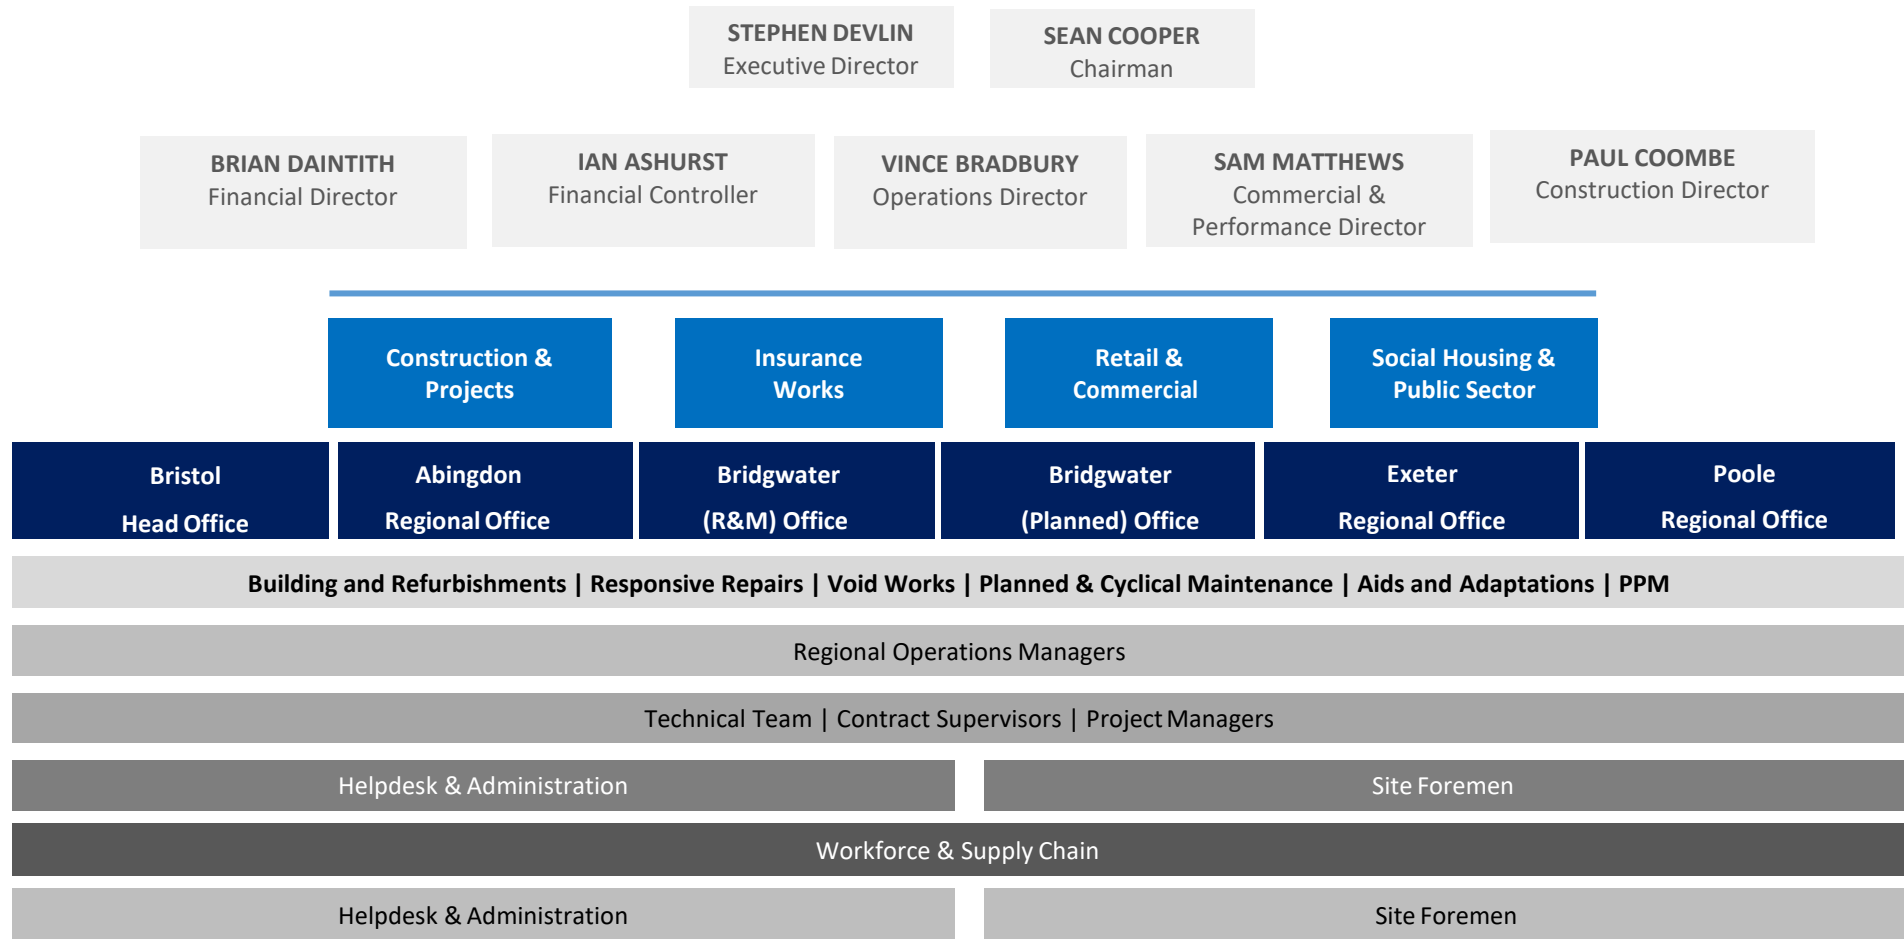 STEPHEN DEVLIN
Executive Director
SEAN COOPER
Chairman
BRIAN DAINTITH
Financial Director
IAN ASHURST
Financial Controller
VINCE BRADBURY
Operations Director
SAM MATTHEWS
Commercial &
Performance Director
PAUL COOMBE
Construction Director
Construction &
Projects
Insurance
Works
Retail &
Commercial
Social Housing &
Public Sector
Bristol
Head Office
Abingdon
Regional Office
Bridgwater
(R&M) Office
Bridgwater
(Planned) Office
Exeter
Regional Office
Poole
Regional Office
Building and Refurbishments | Responsive Repairs | Void Works | Planned & Cyclical Maintenance | Aids and Adaptations | PPM
Regional Operations Managers
Technical Team | Contract Supervisors | Project Managers
Helpdesk & Administration
Site Foremen
Workforce & Supply Chain
Helpdesk & Administration
Site Foremen